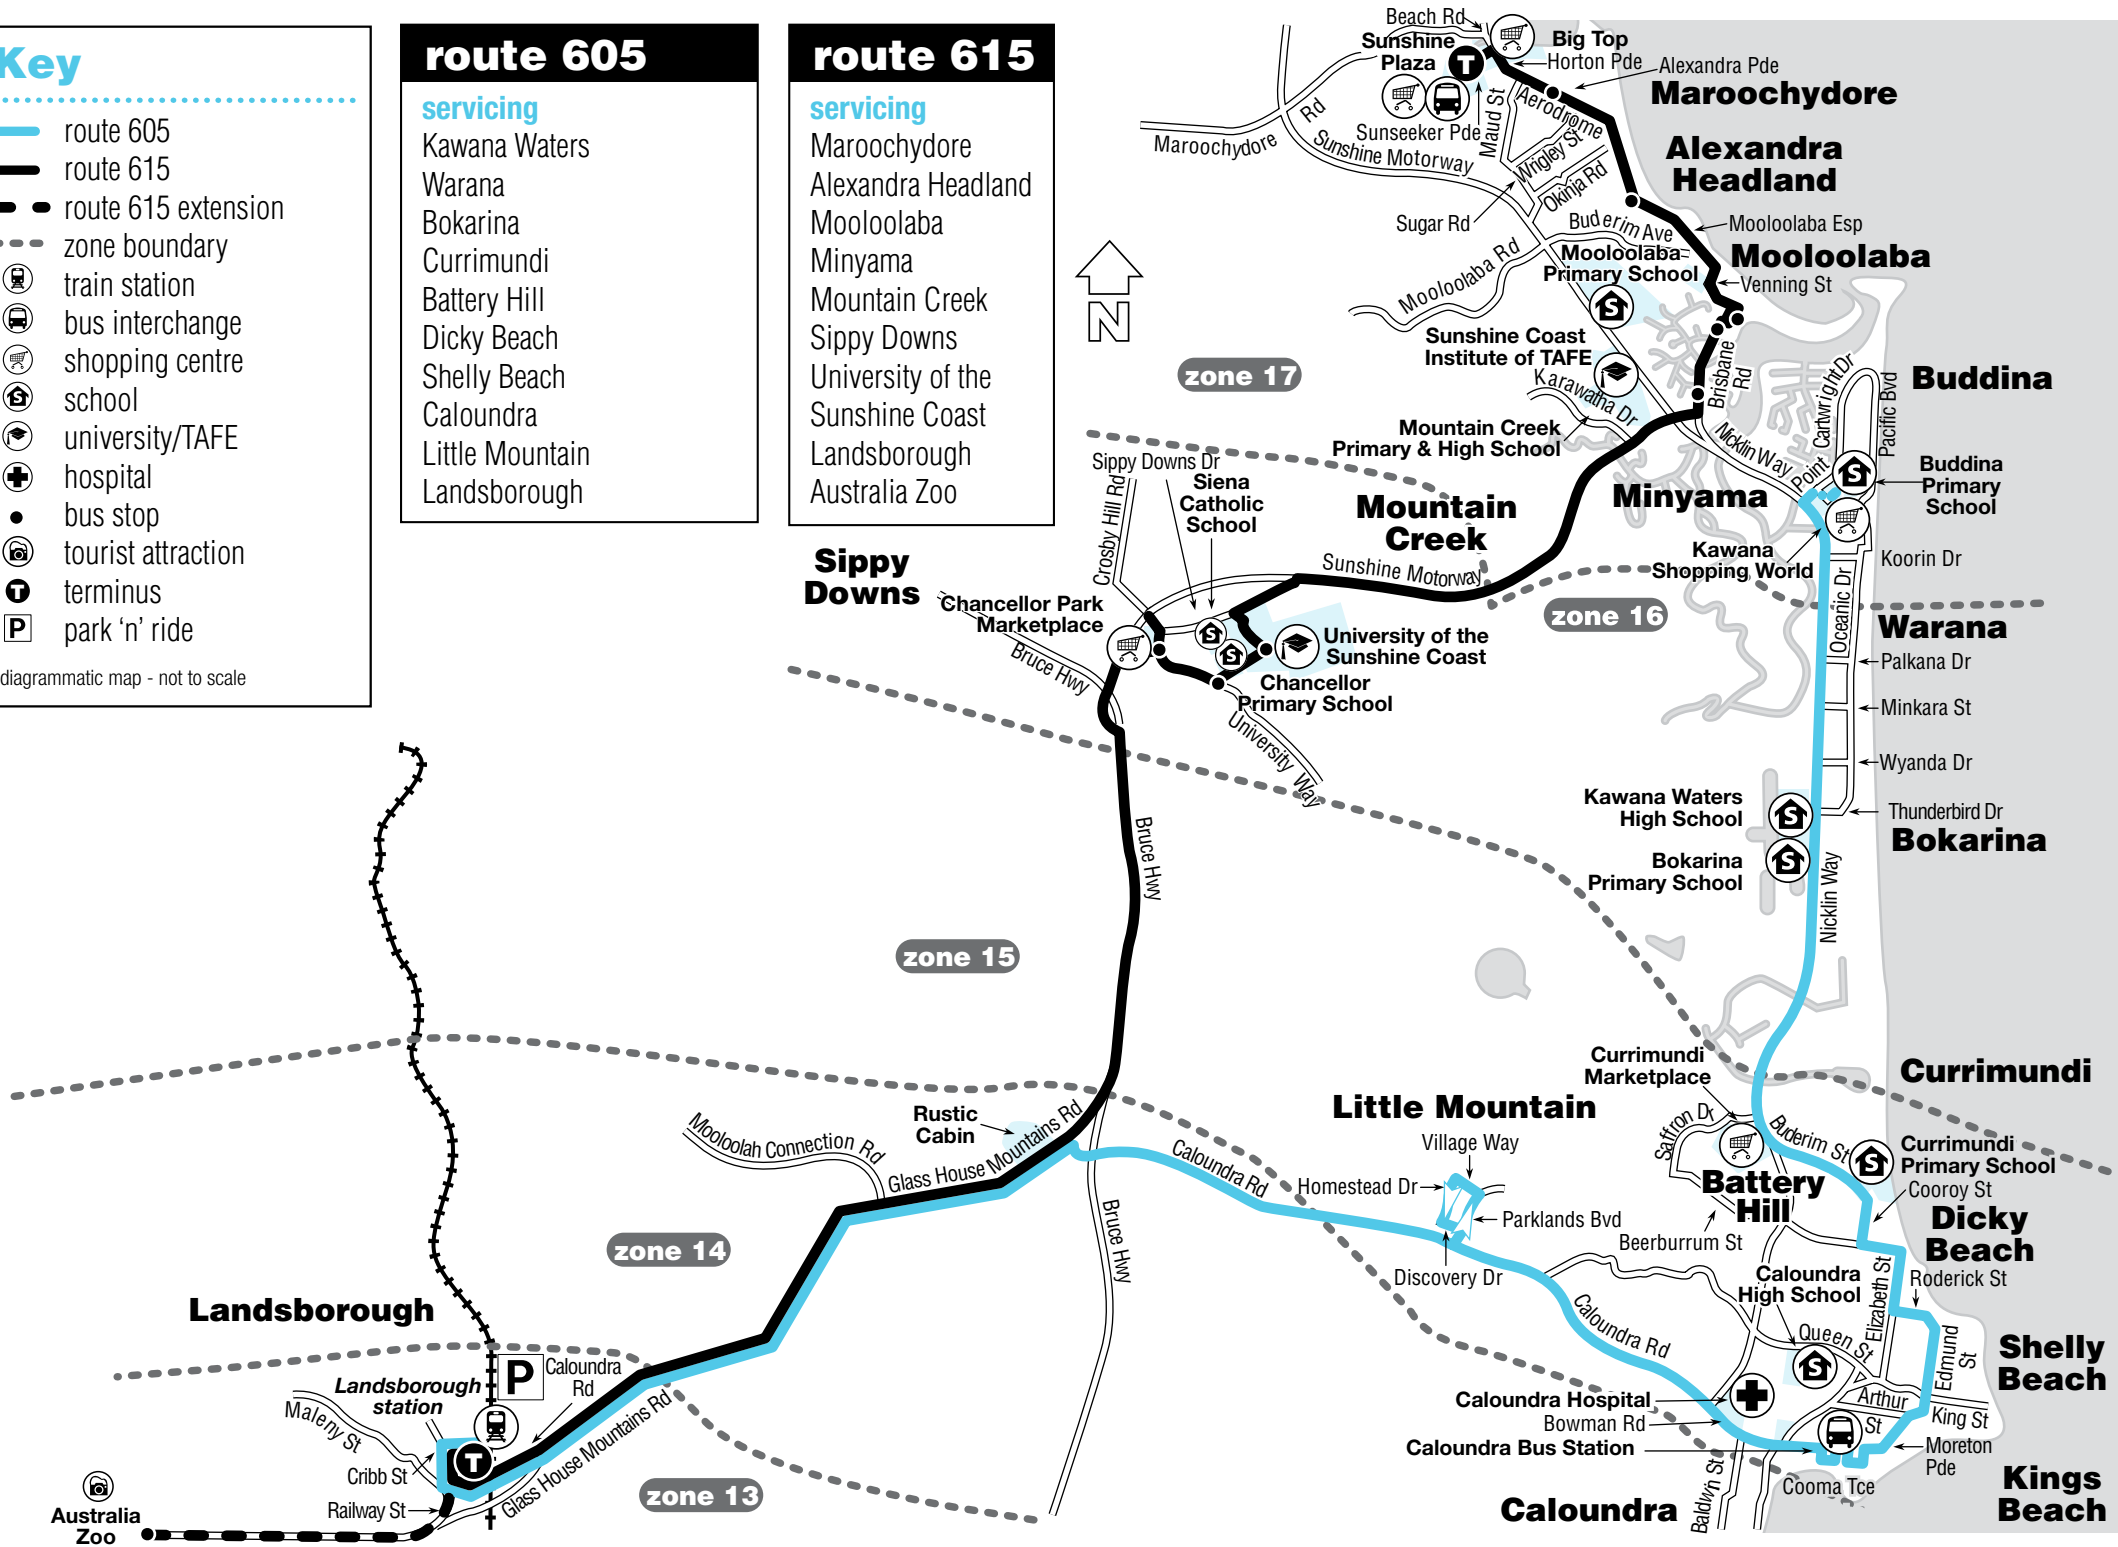 Key
route 605
route 615
route 615 extension
zone boundary
train station
bus interchange
shopping centre
school
university/TAFE
hospital
bus stop
tourist attraction
T
terminus
P
park ‘n’ ride
diagrammatic map - not to scale
route 605
servicing
Kawana Waters
Warana
Bokarina
Currimundi
Battery Hill
Dicky Beach
Shelly Beach
Caloundra
Little Mountain
Landsborough
route 615
servicing
Maroochydore
Alexandra Headland
Mooloolaba
Minyama
Mountain Creek
Sippy Downs
University of the
Sunshine Coast
Landsborough
Australia Zoo
N
Beach Rd
Sunshine
Plaza
T
Big Top
Horton Pde
Alexandra Pde
Maroochydore
Aerodrome
Maud St
Sunseeker Pde
Maroochydore
Rd
Sunshine Motorway
Wrigley St
Okinja Rd
Sugar Rd
Alexandra
Headland
Buderim Ave
Mooloolaba Esp
Mooloolaba
Venning St
Mooloolaba Rd
Mooloolaba
Primary School
S
Sunshine Coast
Institute of TAFE
Karawatha Dr
Brisbane
Rd
zone 17
Mountain Creek
Primary & High School
Nicklin Way
Point
Cartwright Dr
Pacific Bvd
Buddina
S
Buddina
Primary
School
Minyama
Kawana
Shopping World
Koorin Dr
Oceanic Dr
Sippy Downs Dr
Crosby Hill Rd
Siena
Catholic
School
Mountain
Creek
Sunshine Motorway
Sippy
Downs
Chancellor Park
Marketplace
Bruce Hwy
S
S
University of the
Sunshine Coast
Chancellor
Primary School
University Way
zone 16
Warana
Palkana Dr
Minkara St
Wyanda Dr
Thunderbird Dr
Kawana Waters
High School
S
Bokarina
Bokarina
Primary School
S
Nicklin Way
Bruce Hwy
zone 15
Currimundi
Marketplace
Currimundi
Saffron Dr
Buderim St
S
Currimundi
Primary School
Cooroy St
Battery
Hill
Beerburrum St
Dicky
Beach
Little Mountain
Village Way
Homestead Dr
Parklands Bvd
Discovery Dr
Caloundra Rd
Rustic
Cabin
Mooloolah Connection Rd
Glass House Mountains Rd
Bruce Hwy
zone 14
Caloundra
High School
Elizabeth St
Roderick St
Caloundra Rd
Queen St
S
Edmund
St
Shelly
Beach
Arthur
St
King St
Caloundra Hospital
Bowman Rd
Caloundra Bus Station
Moreton
Pde
Cooma Tce
Baldwin St
Caloundra
Kings
Beach
Landsborough
P
Caloundra
Rd
Landsborough
station
Maleny St
T
Cribb St
Railway St
Glass House Mountains Rd
zone 13
Australia
Zoo